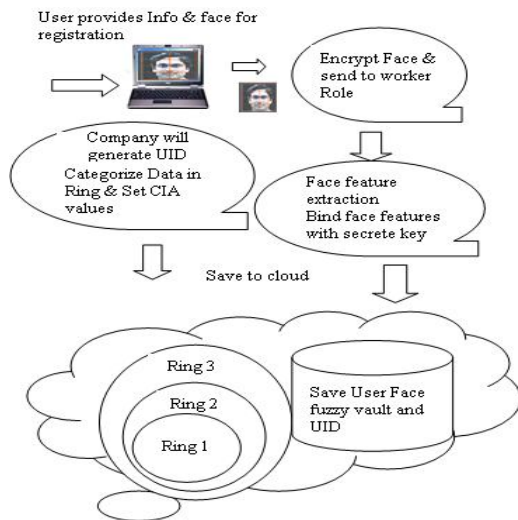 User provides Info & face for
registration
Encrypt Face &
send to worker
Role
Company will
generate UID
Categorize Data in
Ring & Set CIA
values
Face feature
extraction
Bind face features
with secrete key
Save to cloud
Ring 3
Ring 2
Ring 1
Save User Face
fuzzy vault and
UID